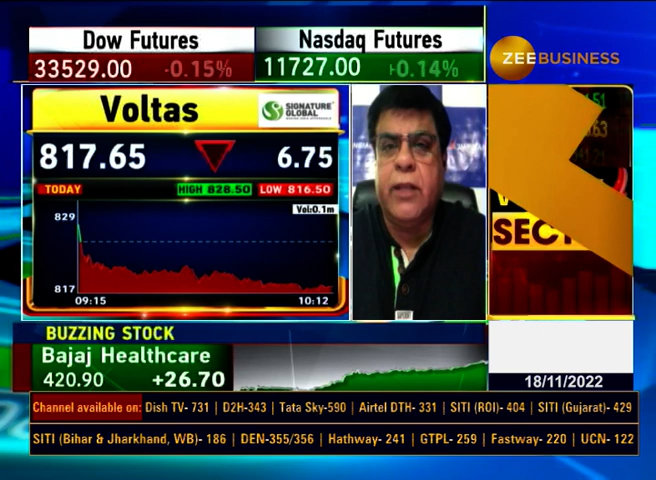 Dow Futures
33529.00 -0.15%
Nasdaq Futures
11727.00 +0.14%
ZEEBUSINESS
Voltas
SIGNATURE GLOBAL
817.65 6.75
TODAY HIGH 828.50 LOW 816.50
Vol:0.1m
829
817
09:15 10:12
SECT
BUZZING STOCK
Bajaj Healthcare
420.90 +26.70
18/11/2022
Channel available on: Dish TV- 731 | D2H-343 | Tata Sky-590 | Airtel DTH- 331 | SITI (ROI)- 404 | SITI (Gujarat)- 429
SITI (Bihar & Jharkhand, WB)- 186 | DEN-355/356 | Hathway- 241 | GTPL- 259 | Fastway- 220 | UCN- 122